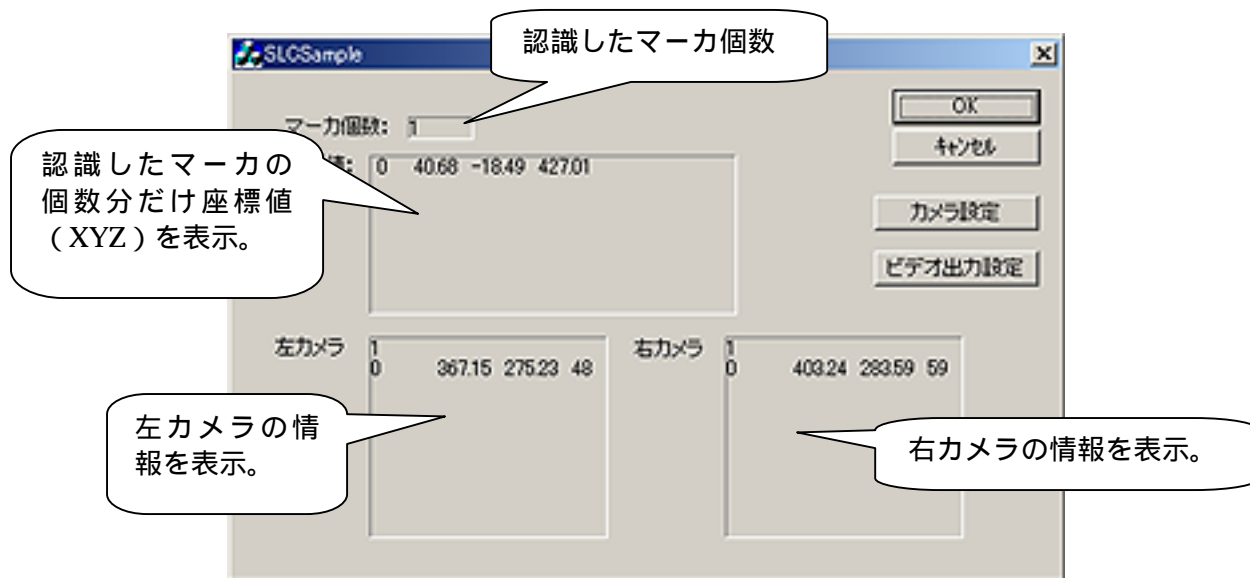 認識したマーカ個数
SLCSample
OK
マーカ個数: 1
キャンセル
認識したマーカの
個数分だけ座標値
（XYZ）を表示。
値: 0 40.68 -18.49 427.01
カメラ設定
ビデオ出力設定
左カメラ
1
0 367.15 275.23 48
右カメラ
1
0 403.24 283.59 59
左カメラの情
報を表示。
右カメラの情報を表示。